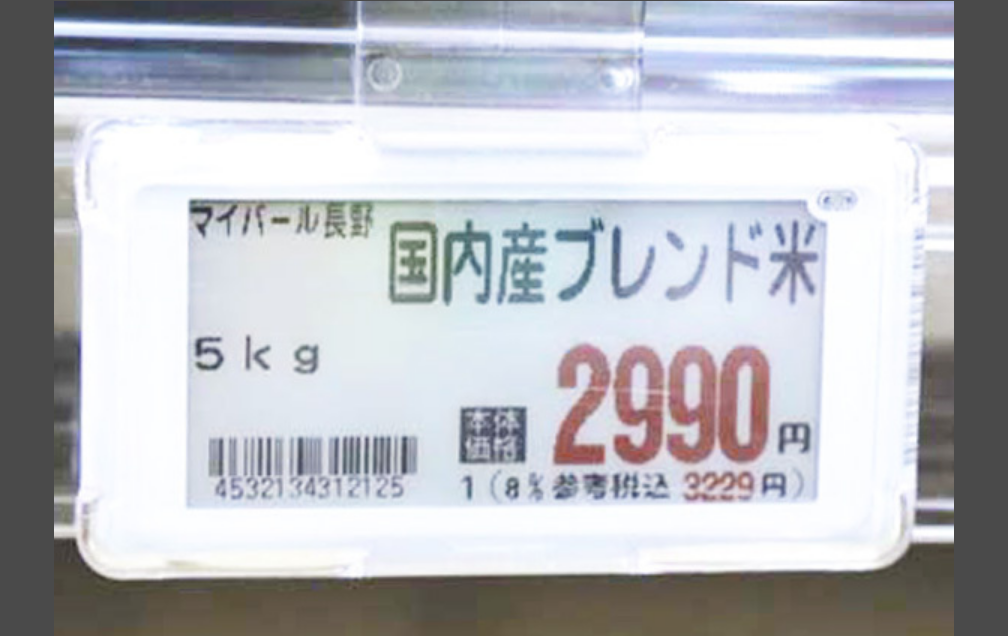 マイパール長野
国内産ブレンド米
5kg
本体価格 2990円
4532134312125
1(8%参考税込 3229円)